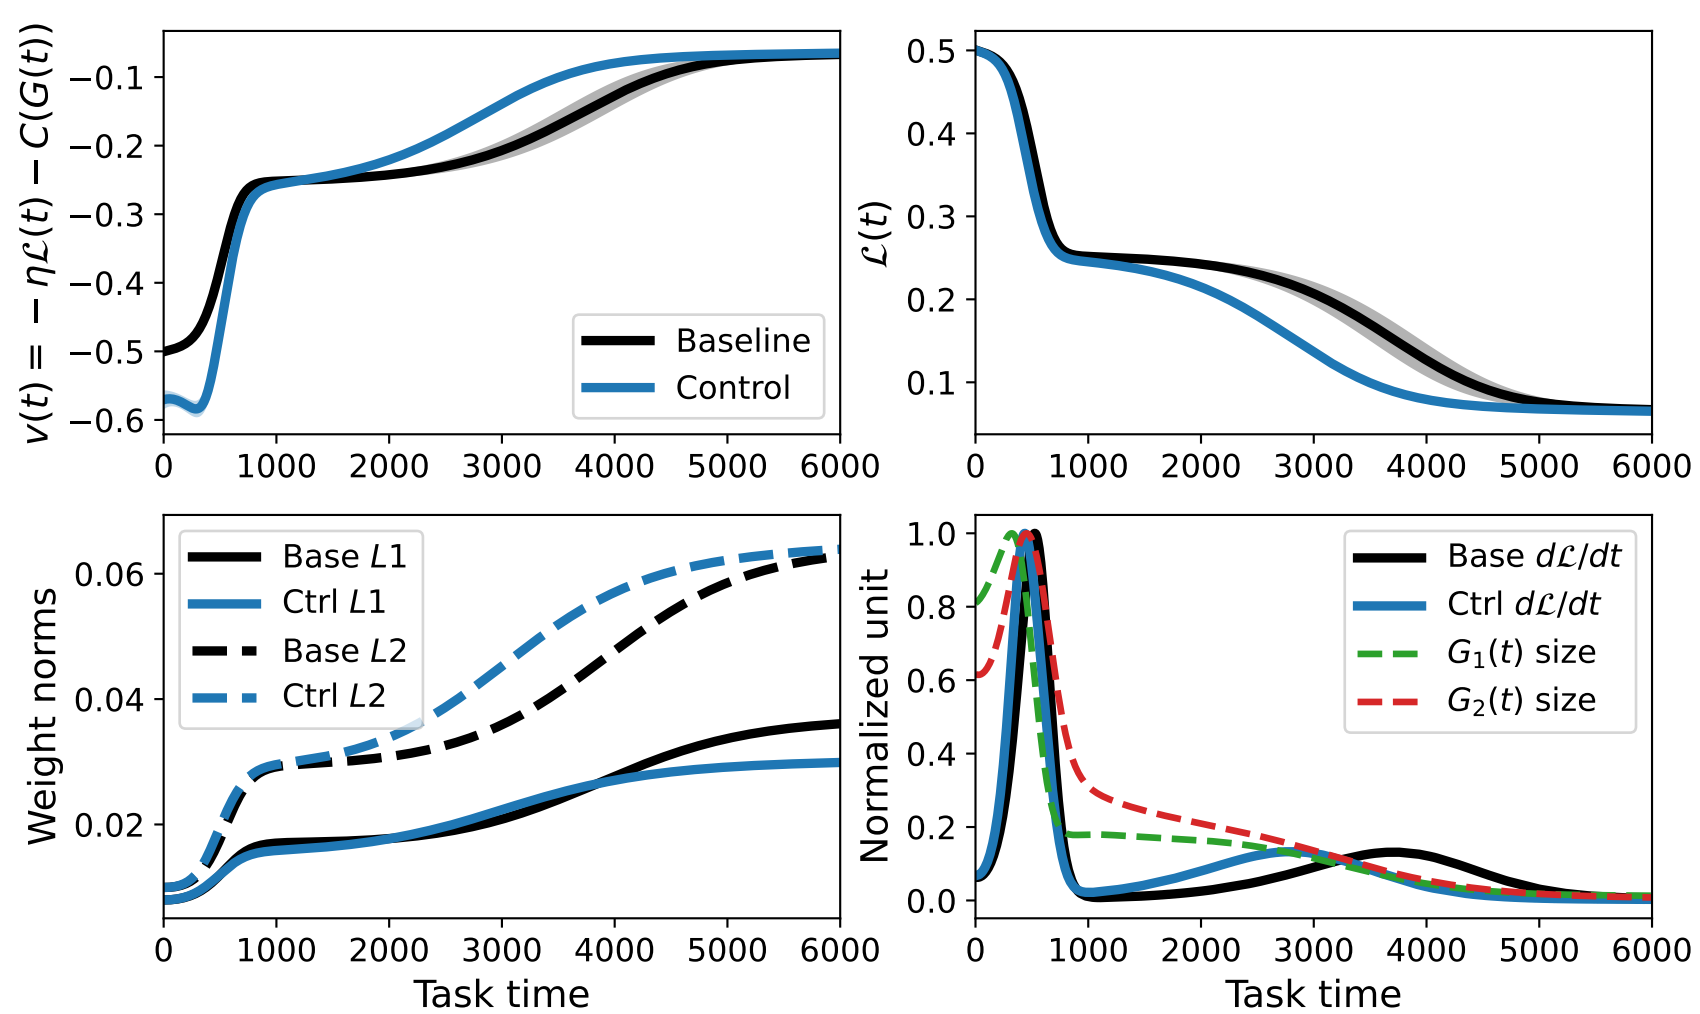 v(t) = − ηℒ(t) − C(G(t))
−0.1
−0.2
−0.3
−0.4
−0.5
−0.6
0 1000 2000 3000 4000 5000 6000
Baseline
Control
ℒ(t)
0.5
0.4
0.3
0.2
0.1
0 1000 2000 3000 4000 5000 6000
Weight norms
0.06
0.04
0.02
0 1000 2000 3000 4000 5000 6000
Task time
Base L1
Ctrl L1
Base L2
Ctrl L2
Normalized unit
1.0
0.8
0.6
0.4
0.2
0.0
0 1000 2000 3000 4000 5000 6000
Task time
Base dℒ/dt
Ctrl dℒ/dt
G₁(t) size
G₂(t) size